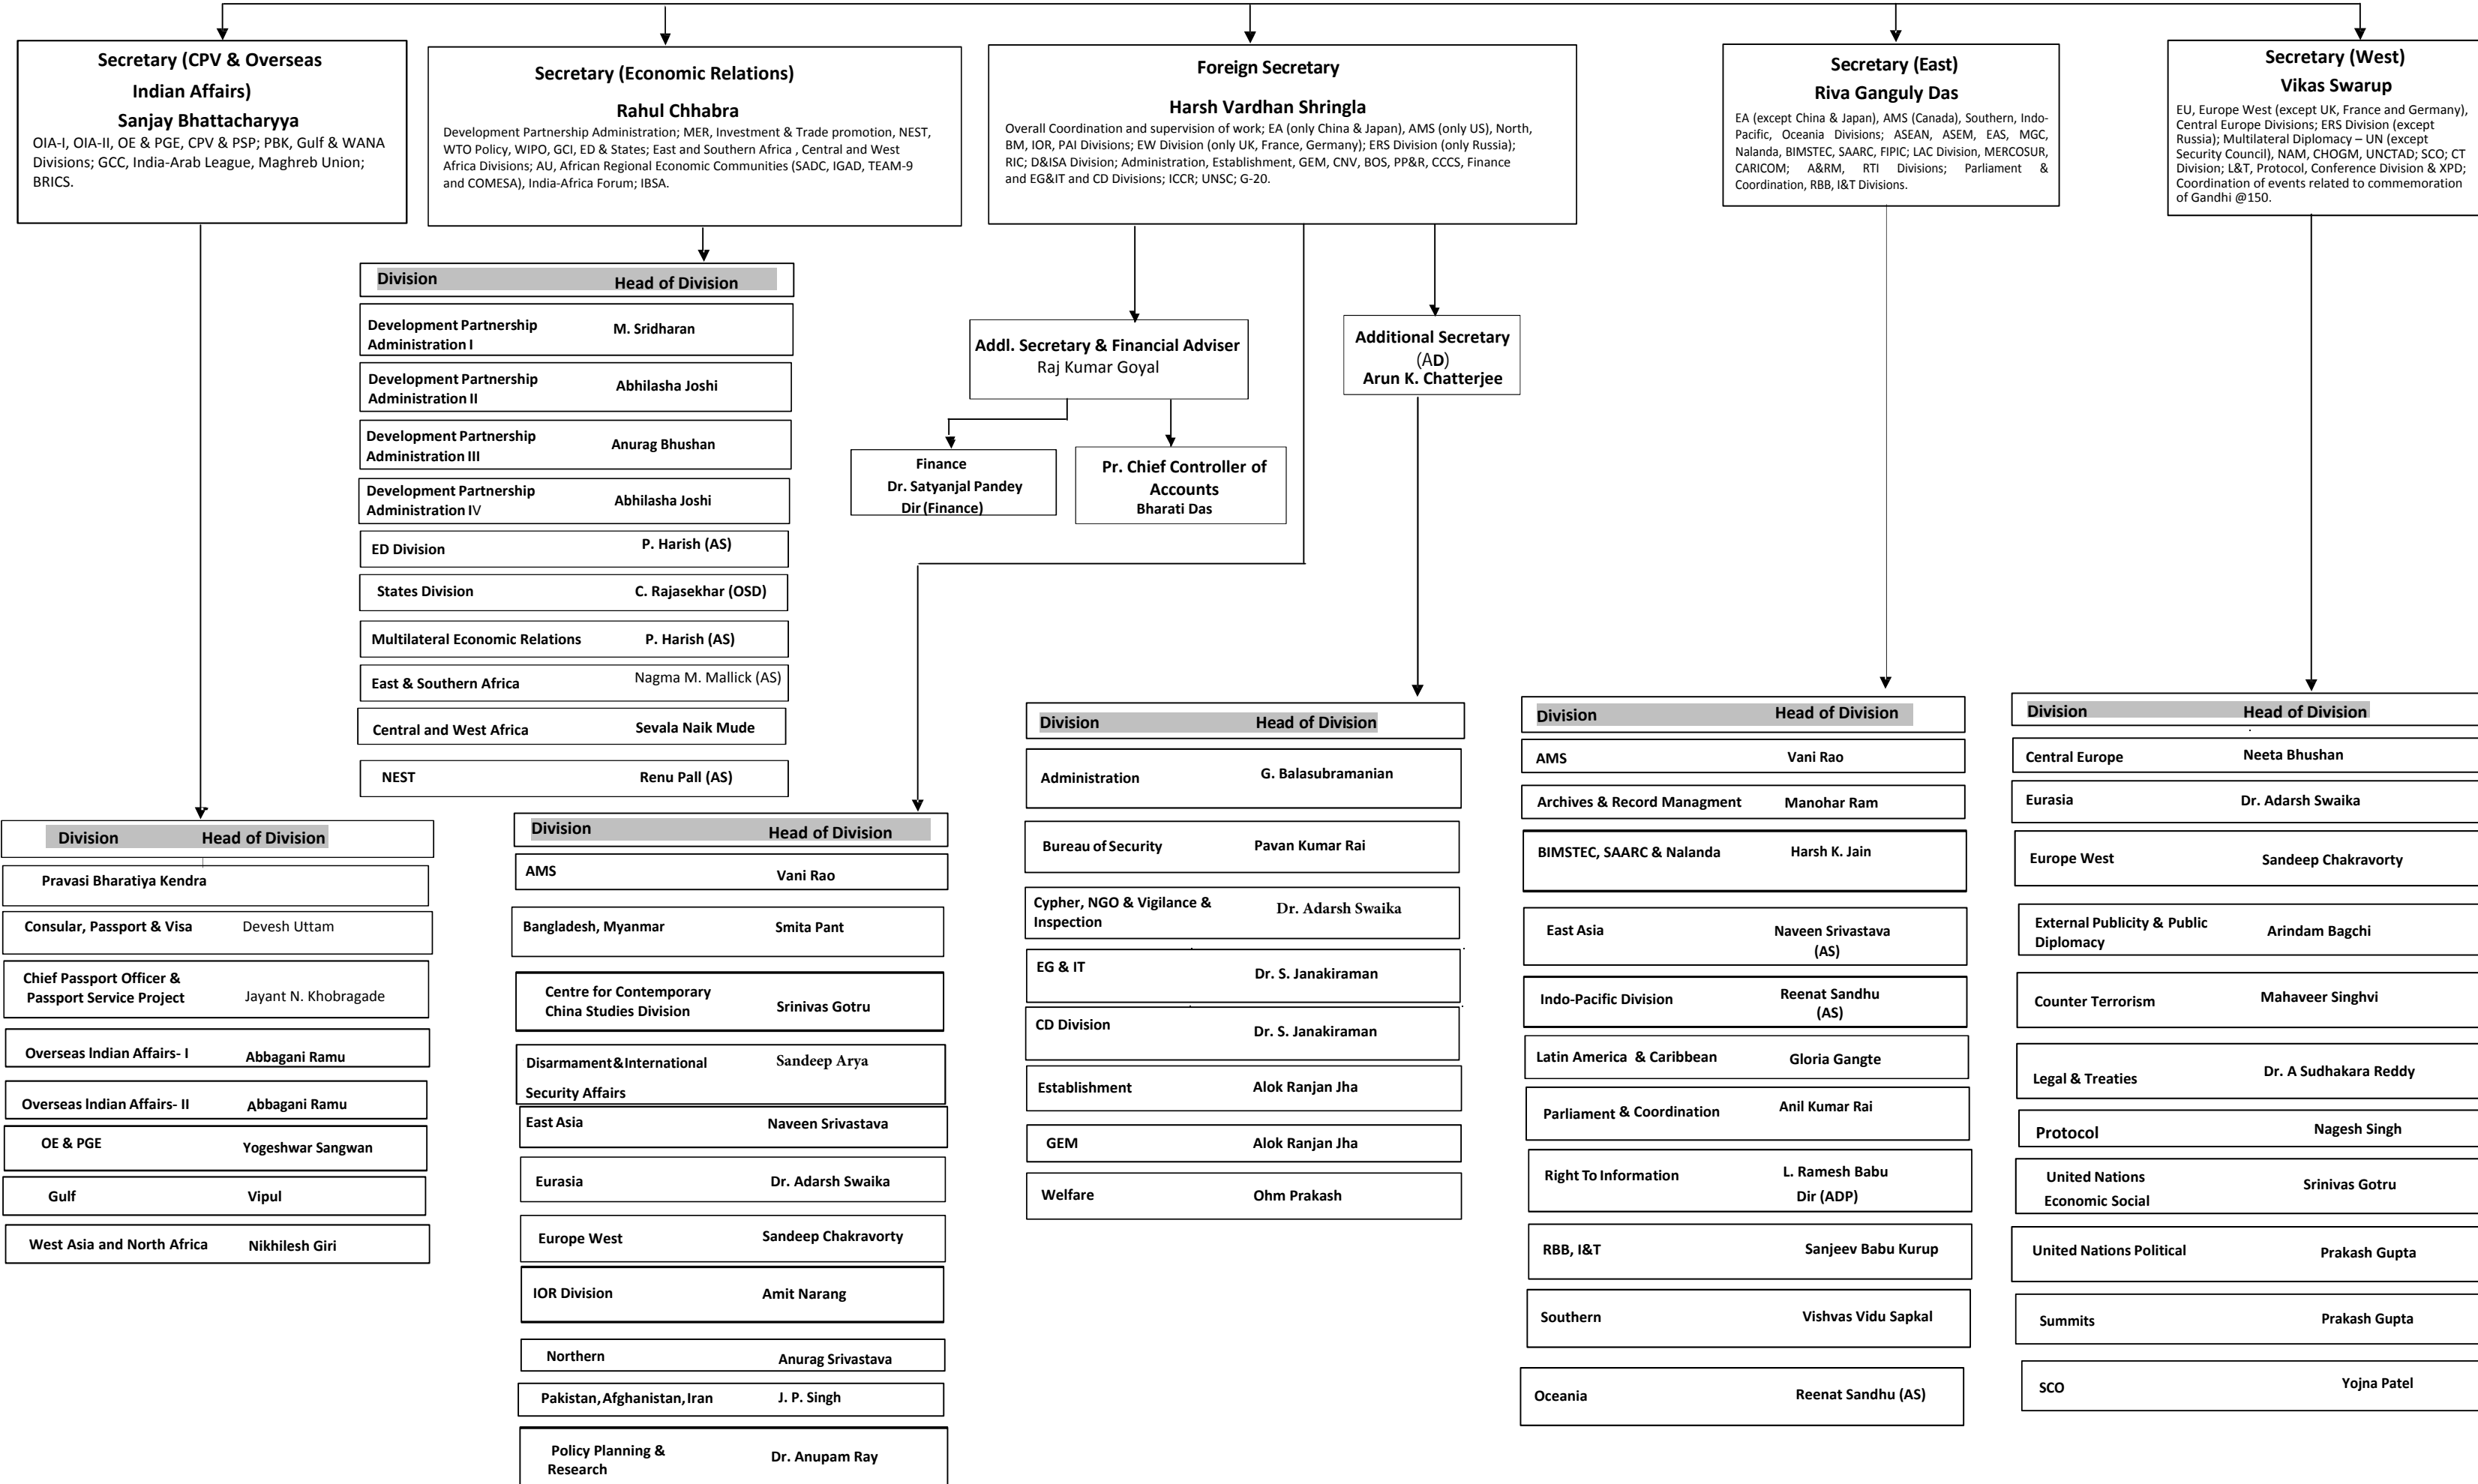 Secretary (CPV & Overseas
Indian Affairs)
Sanjay Bhattacharyya
OIA-I, OIA-II, OE & PGE, CPV & PSP; PBK, Gulf & WANA
Divisions; GCC, India-Arab League, Maghreb Union;
BRICS.
Secretary (Economic Relations)
Rahul Chhabra
Development Partnership Administration; MER, Investment & Trade promotion, NEST,
WTO Policy, WIPO, GCI, ED & States; East and Southern Africa , Central and West
Africa Divisions; AU, African Regional Economic Communities (SADC, IGAD, TEAM-9
and COMESA), India-Africa Forum; IBSA.
Foreign Secretary
Harsh Vardhan Shringla
Overall Coordination and supervision of work; EA (only China & Japan), AMS (only US), North,
BM, IOR, PAI Divisions; EW Division (only UK, France, Germany); ERS Division (only Russia);
RIC; D&ISA Division; Administration, Establishment, GEM, CNV, BOS, PP&R, CCCS, Finance
and EG&IT and CD Divisions; ICCR; UNSC; G-20.
Secretary (East)
Riva Ganguly Das
EA (except China & Japan), AMS (Canada), Southern, Indo-
Pacific, Oceania Divisions; ASEAN, ASEM, EAS, MGC,
Nalanda, BIMSTEC, SAARC, FIPIC; LAC Division, MERCOSUR,
CARICOM; A&RM, RTI Divisions; Parliament &
Coordination, RBB, I&T Divisions.
Secretary (West)
Vikas Swarup
EU, Europe West (except UK, France and Germany),
Central Europe Divisions; ERS Division (except
Russia); Multilateral Diplomacy – UN (except
Security Council), NAM, CHOGM, UNCTAD; SCO; CT
Division; L&T, Protocol, Conference Division & XPD;
Coordination of events related to commemoration
of Gandhi @150.
Division Head of Division
Development Partnership
Administration I M. Sridharan
Development Partnership
Administration II Abhilasha Joshi
Development Partnership
Administration III Anurag Bhushan
Development Partnership
Administration IV Abhilasha Joshi
ED Division P. Harish (AS)
States Division C. Rajasekhar (OSD)
Multilateral Economic Relations P. Harish (AS)
East & Southern Africa Nagma M. Mallick (AS)
Central and West Africa Sevala Naik Mude
NEST Renu Pall (AS)
Addl. Secretary & Financial Adviser
Raj Kumar Goyal
Additional Secretary
(AD)
Arun K. Chatterjee
Finance
Dr. Satyanjal Pandey
Dir (Finance)
Pr. Chief Controller of
Accounts
Bharati Das
Division Head of Division
Pravasi Bharatiya Kendra
Consular, Passport & Visa Devesh Uttam
Chief Passport Officer &
Passport Service Project Jayant N. Khobragade
Overseas Indian Affairs- I Abbagani Ramu
Overseas Indian Affairs- II Abbagani Ramu
OE & PGE Yogeshwar Sangwan
Gulf Vipul
West Asia and North Africa Nikhilesh Giri
Division Head of Division
AMS Vani Rao
Bangladesh, Myanmar Smita Pant
Centre for Contemporary
China Studies Division Srinivas Gotru
Disarmament&International Sandeep Arya
Security Affairs
East Asia Naveen Srivastava
Eurasia Dr. Adarsh Swaika
Europe West Sandeep Chakravorty
IOR Division Amit Narang
Northern Anurag Srivastava
Pakistan, Afghanistan, Iran J. P. Singh
Policy Planning &
Research Dr. Anupam Ray
Division Head of Division
Administration G. Balasubramanian
Bureau of Security Pavan Kumar Rai
Cypher, NGO & Vigilance &
Inspection Dr. Adarsh Swaika
EG & IT Dr. S. Janakiraman
CD Division Dr. S. Janakiraman
Establishment Alok Ranjan Jha
GEM Alok Ranjan Jha
Welfare Ohm Prakash
Division Head of Division
AMS Vani Rao
Archives & Record Managment Manohar Ram
BIMSTEC, SAARC & Nalanda Harsh K. Jain
East Asia Naveen Srivastava
(AS)
Indo-Pacific Division Reenat Sandhu
(AS)
Latin America & Caribbean Gloria Gangte
Parliament & Coordination Anil Kumar Rai
Right To Information L. Ramesh Babu
Dir (ADP)
RBB, I&T Sanjeev Babu Kurup
Southern Vishvas Vidu Sapkal
Oceania Reenat Sandhu (AS)
Division Head of Division
Central Europe Neeta Bhushan
Eurasia Dr. Adarsh Swaika
Europe West Sandeep Chakravorty
External Publicity & Public
Diplomacy Arindam Bagchi
Counter Terrorism Mahaveer Singhvi
Legal & Treaties Dr. A Sudhakara Reddy
Protocol Nagesh Singh
United Nations
Economic Social Srinivas Gotru
United Nations Political Prakash Gupta
Summits Prakash Gupta
SCO Yojna Patel